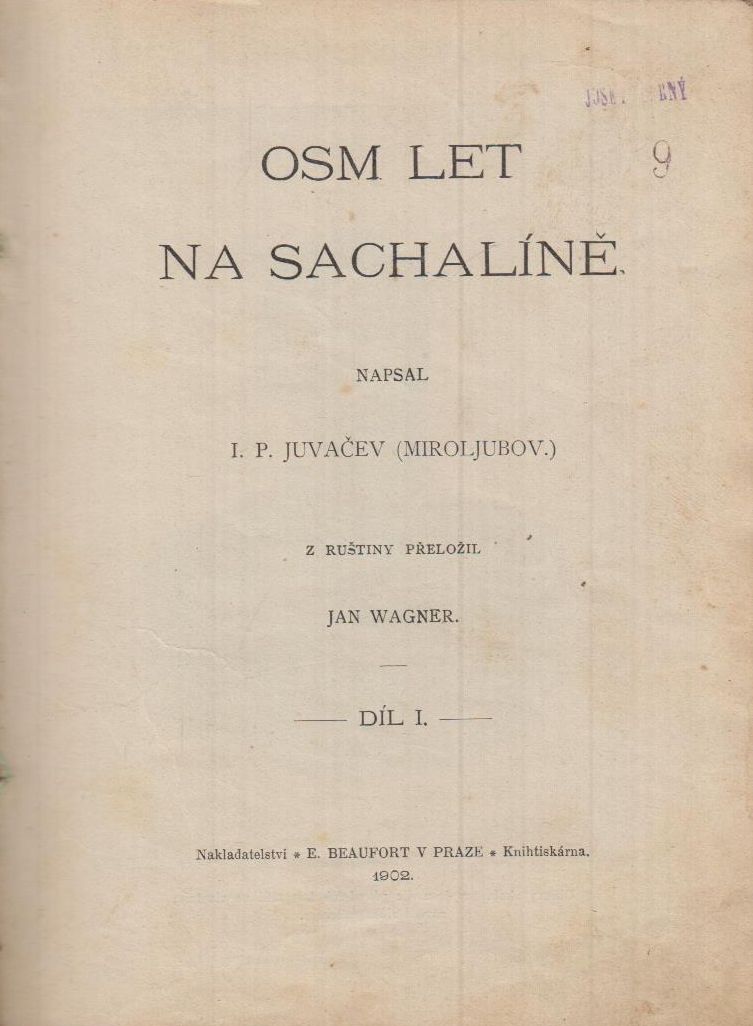 9
OSM LET
NA SACHALÍNĚ.
NAPSAL
I. P. JUVAČEV (MIROLJUBOV.)
Z RUŠTINY PŘELOŽIL
JAN WAGNER.
DÍL I.
Nakladatelství * E. BEAUFORT V PRAZE * Knihtiskárna.
1902.